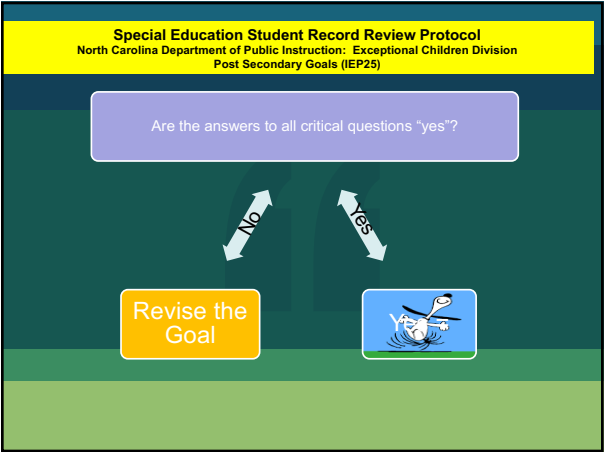 Special Education Student Record Review Protocol
North Carolina Department of Public Instruction: Exceptional Children Division
Post Secondary Goals (IEP25)
Are the answers to all critical questions “yes”?
No
Yes
Revise the
Goal